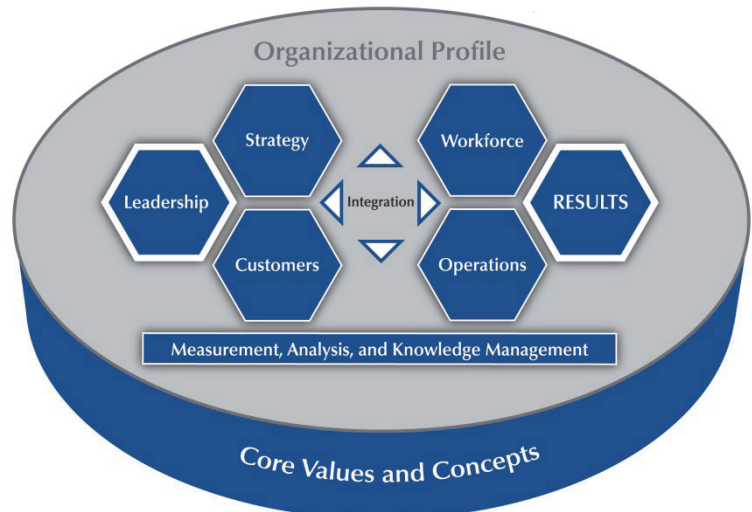 Organizational Profile
Strategy
Workforce
Leadership
Integration
RESULTS
Customers
Operations
Measurement, Analysis, and Knowledge Management
Core Values and Concepts